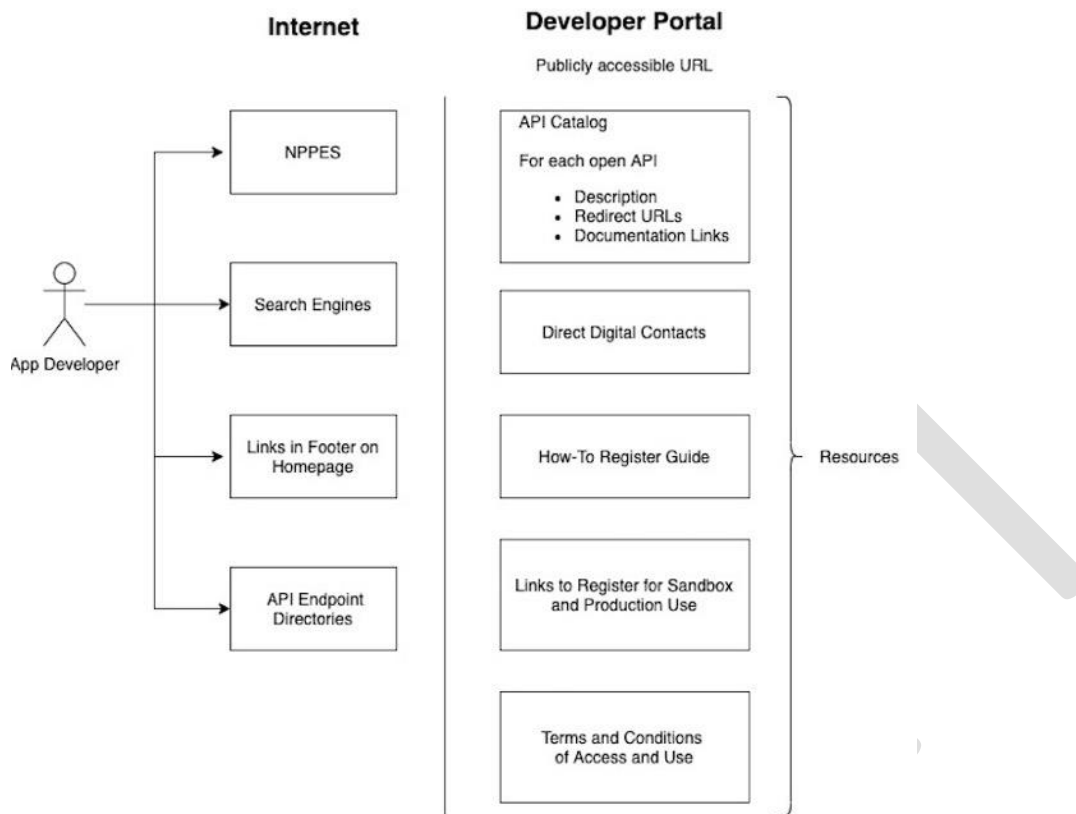 Internet
Developer Portal
Publicly accessible URL
NPPES
Search Engines
Links in Footer on
Homepage
API Endpoint
Directories
App Developer
API Catalog
For each open API
• Description
• Redirect URLs
• Documentation Links
Direct Digital Contacts
How-To Register Guide
Links to Register for Sandbox
and Production Use
Terms and Conditions
of Access and Use
Resources